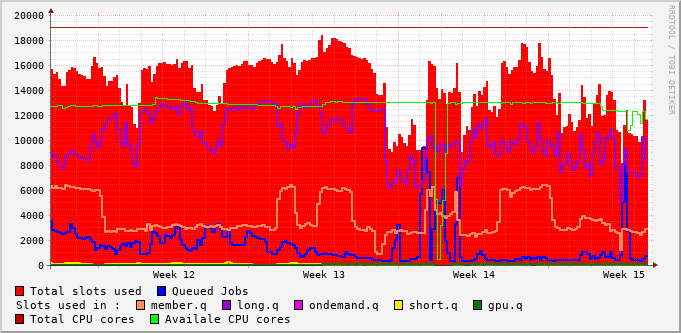 20000
18000
16000
14000
12000
10000
8000
6000
4000
2000
0
RRDTOOL / TOBI OETIKER
Week 12 Week 13 Week 14 Week 15
Total slots used Queued Jobs
Slots used in : member.q long.q ondemand.q short.q gpu.q
Total CPU cores Availale CPU cores